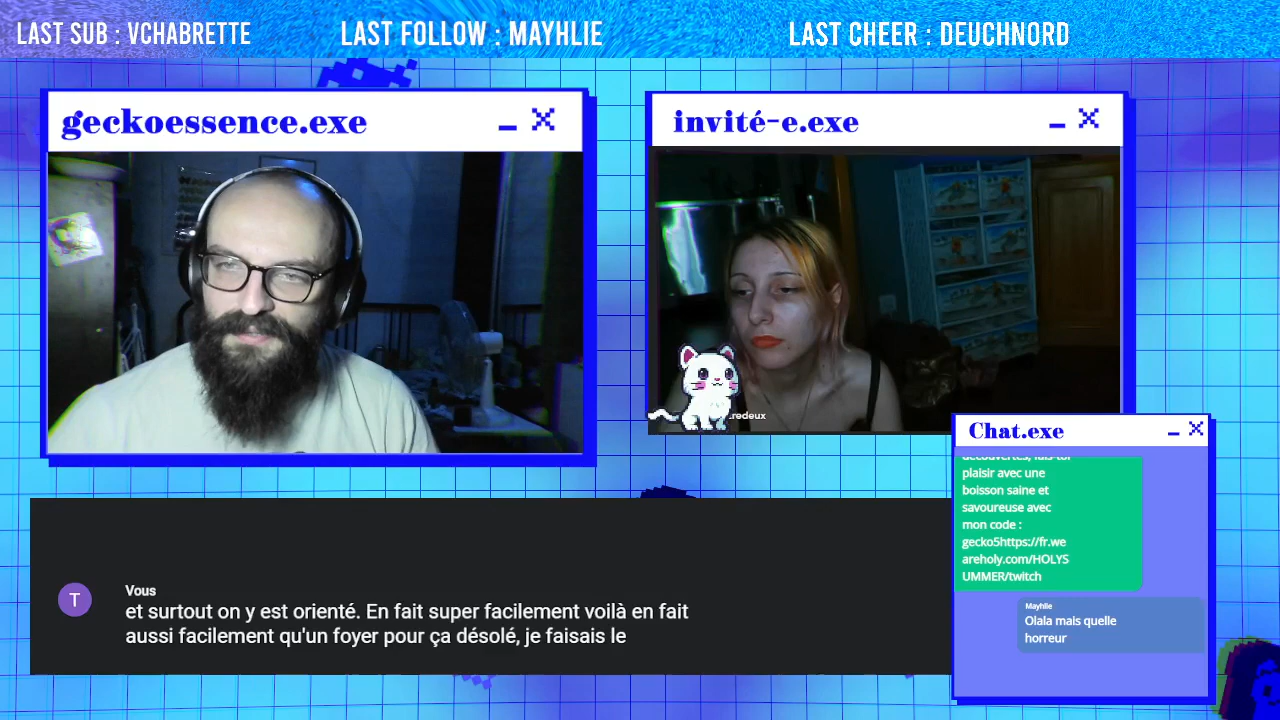 LAST SUB : VCHABRETTE
LAST FOLLOW : MAYHLIE
LAST CHEER : DEUCHNORD
geckoessence.exe
invité-e.exe
.redeux
Chat.exe
plaisir avec une
boisson saine et
savoureuse avec
mon code :
gecko5https://fr.we
areholy.com/HOLYS
UMMER/twitch
Mayhlie
Olala mais quelle
horreur
T
Vous
et surtout on y est orienté. En fait super facilement voilà en fait
aussi facilement qu'un foyer pour ça désolé, je faisais le